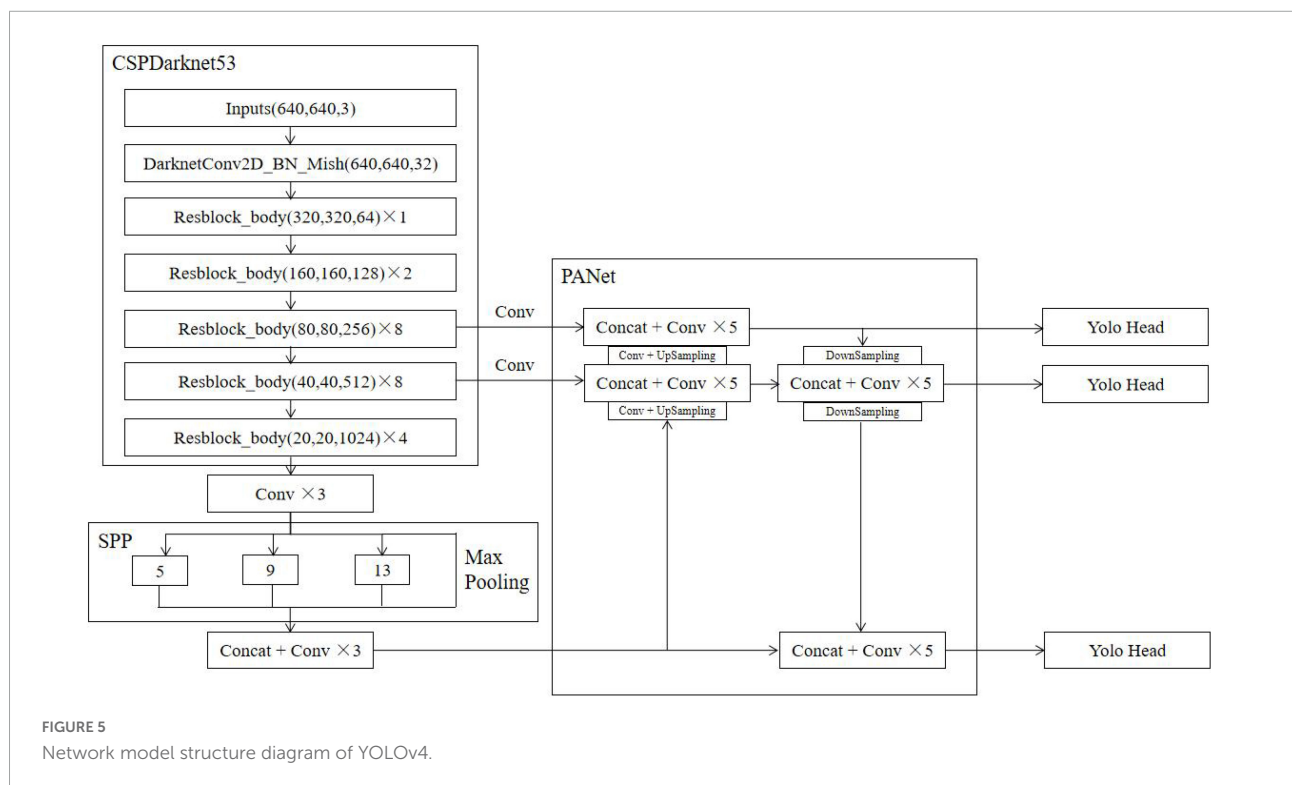 CSPDarknet53
Inputs(640,640,3)
DarknetConv2D_BN_Mish(640,640,32)
Resblock_body(320,320,64)×1
Resblock_body(160,160,128)×2
Resblock_body(80,80,256)×8
Resblock_body(40,40,512)×8
Resblock_body(20,20,1024)×4
Conv ×3
SPP
5
9
13
Max
Pooling
Concat + Conv ×3
Conv
Conv
PANet
Concat + Conv ×5
Conv + UpSampling
DownSampling
Concat + Conv ×5
Concat + Conv ×5
Conv + UpSampling
DownSampling
Concat + Conv ×5
Yolo Head
Yolo Head
Yolo Head
FIGURE 5
Network model structure diagram of YOLOv4.